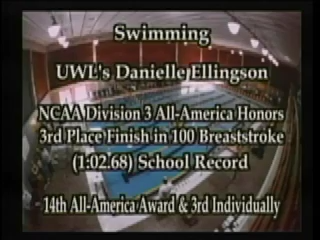 Swimming
UWL's Danielle Ellingson
NCAA Division 3 All-America Honors
3rd Place Finish in 100 Breaststroke
(1:02.68) School Record
14th All-America Award & 3rd Individually